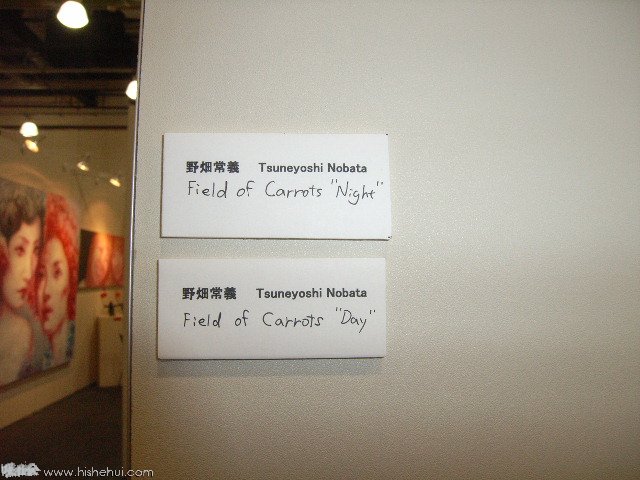 野畑常義 Tsuneyoshi Nobata
Field of Carrots "Night"
野畑常義 Tsuneyoshi Nobata
Field of Carrots "Day"
www.hishehui.com